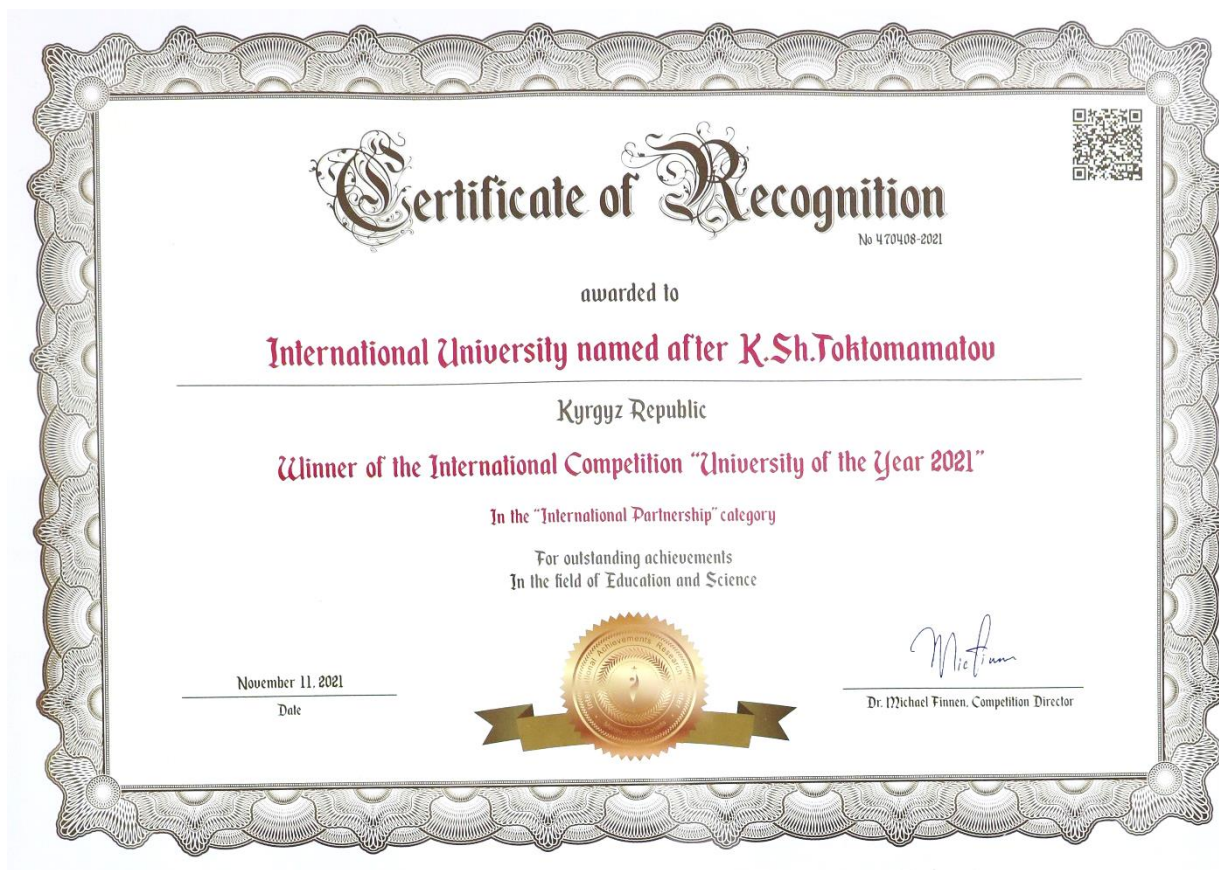 Certificate of Recognition
No 470408-2021
awarded to
International University named after K.Sh.Toktomamatov
Kyrgyz Republic
Winner of the International Competition "University of the Year 2021"
In the "International Partnership" category
For outstanding achievements
In the field of Education and Science
Achievements Research
November 11, 2021
Date
Dr. Michael Finnen, Competition Director